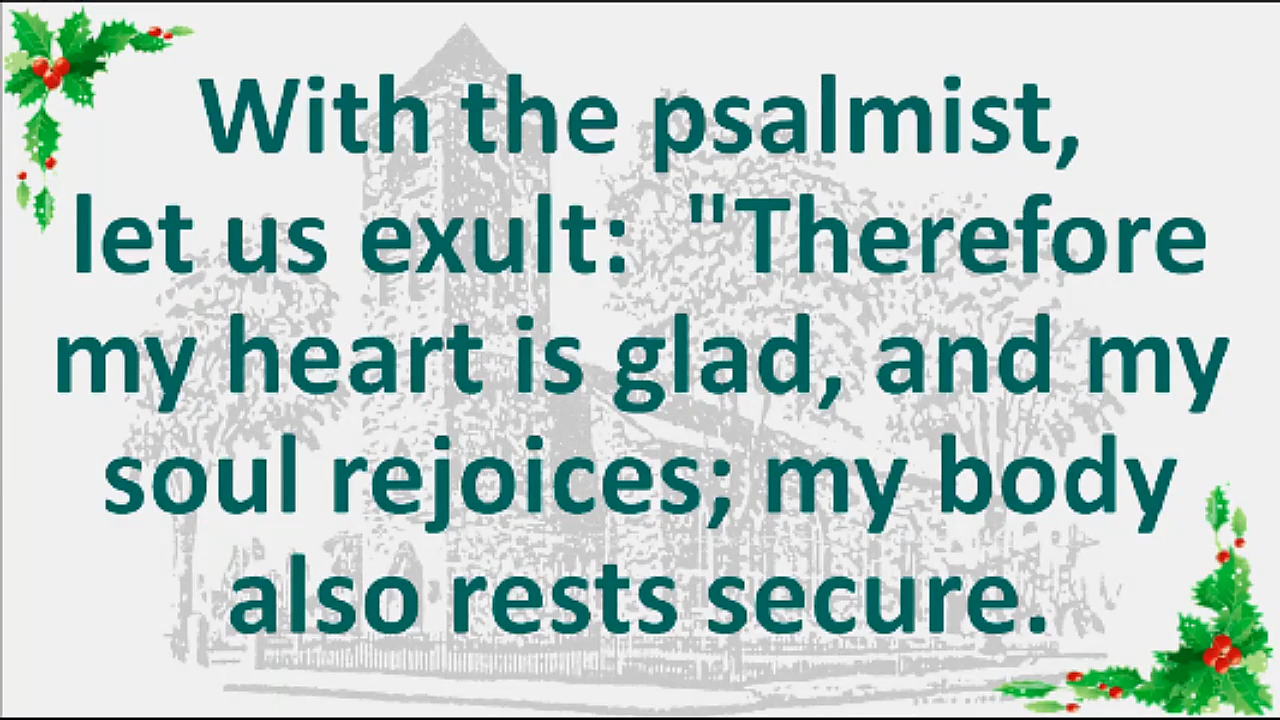 With the psalmist,
let us exult:  "Therefore
my heart is glad, and my
soul rejoices; my body
also rests secure.